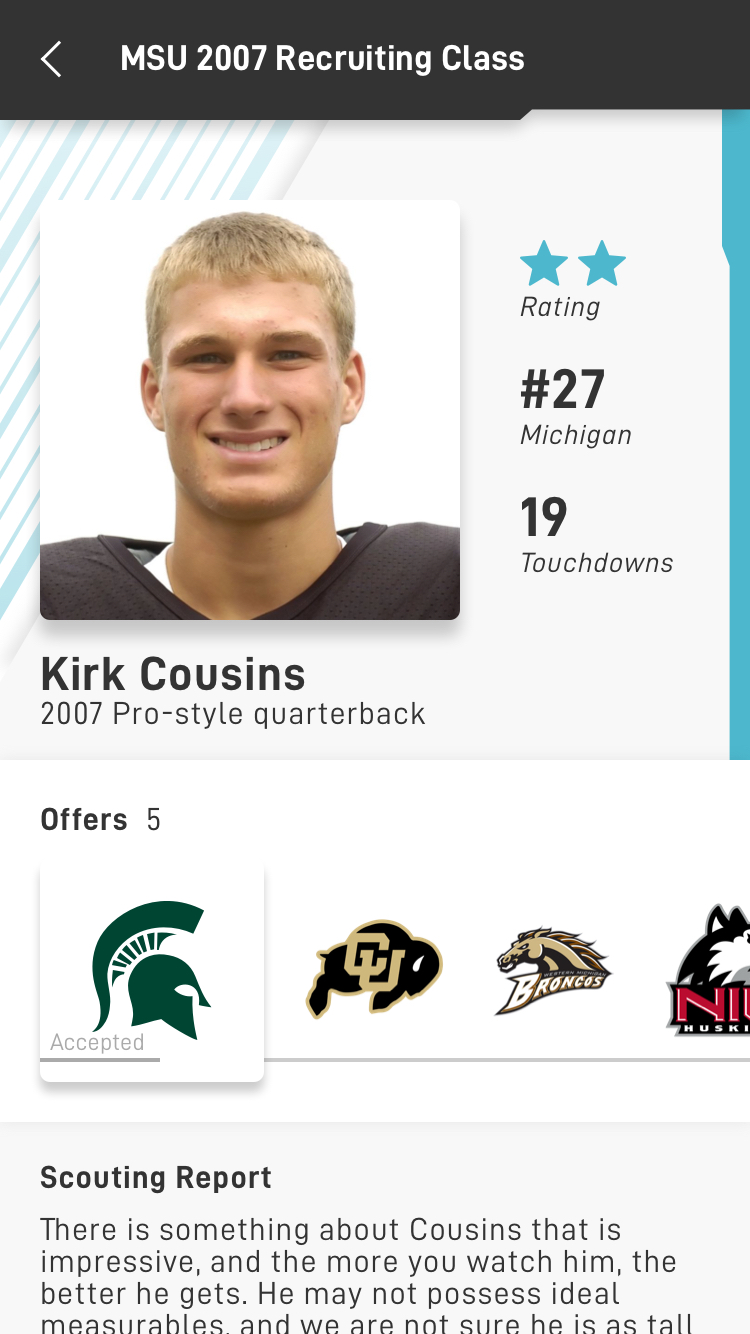 MSU 2007 Recruiting Class
Rating
#27
Michigan
19
Touchdowns
Kirk Cousins
2007 Pro-style quarterback
Offers 5
CU
WESTERN MICHIGAN
BRONCOS
Accepted
Scouting Report
There is something about Cousins that is
impressive, and the more you watch him, the
better he gets. He may not possess ideal
measurables, and we are not sure he is as tall